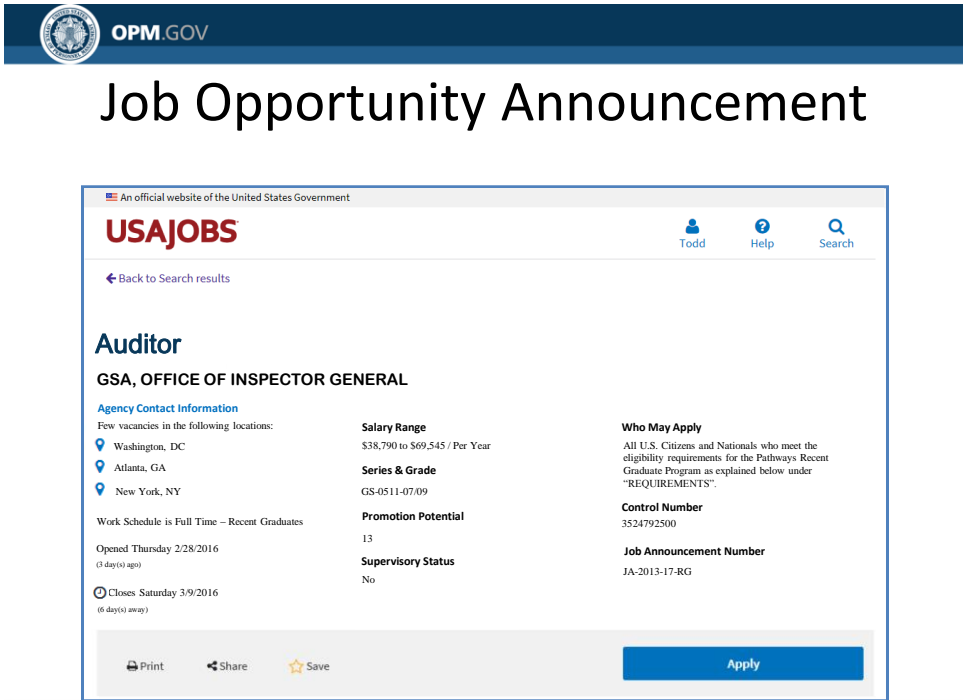 OPM.GOV
Job Opportunity Announcement
An official website of the United States Government
USAJOBS
Todd
Help
Search
Back to Search results
Auditor
GSA, OFFICE OF INSPECTOR GENERAL
Agency Contact Information
Few vacancies in the following locations:
Washington, DC
Atlanta, GA
New York, NY
Work Schedule is Full Time – Recent Graduates
Opened Thursday 2/28/2016
(3 day(s) ago)
Closes Saturday 3/9/2016
(6 day(s) away)
Salary Range
$38,790 to $69,545 / Per Year
Series & Grade
GS-0511-07/09
Promotion Potential
13
Supervisory Status
No
Who May Apply
All U.S. Citizens and Nationals who meet the
eligibility requirements for the Pathways Recent
Graduate Program as explained below under
“REQUIREMENTS”.
Control Number
3524792500
Job Announcement Number
JA-2013-17-RG
Print
Share
Save
Apply